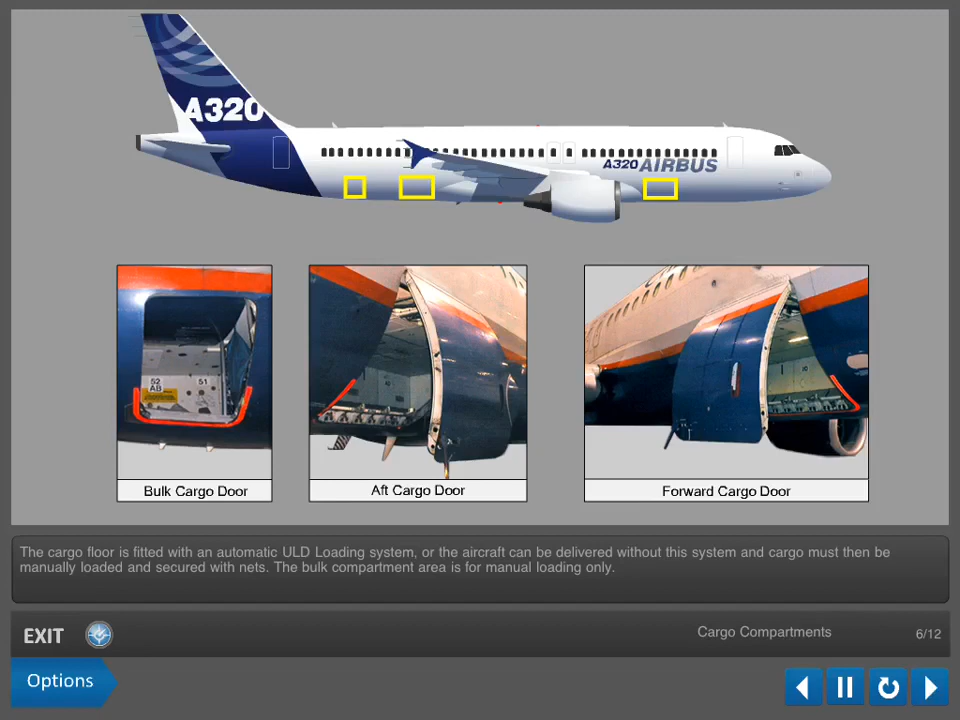 A320
A320 AIRBUS
52
AB
51
Bulk Cargo Door
Aft Cargo Door
Forward Cargo Door
The cargo floor is fitted with an automatic ULD Loading system, or the aircraft can be delivered without this system and cargo must then be
manually loaded and secured with nets. The bulk compartment area is for manual loading only.
EXIT
Cargo Compartments
6/12
Options